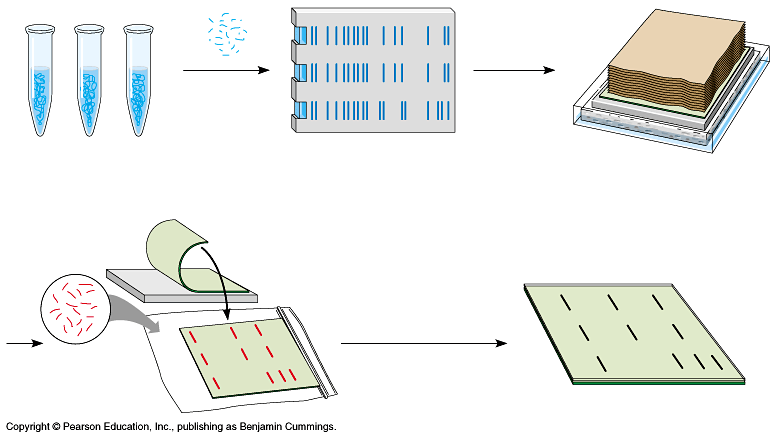 Copyright © Pearson Education, Inc., publishing as Benjamin Cummings.